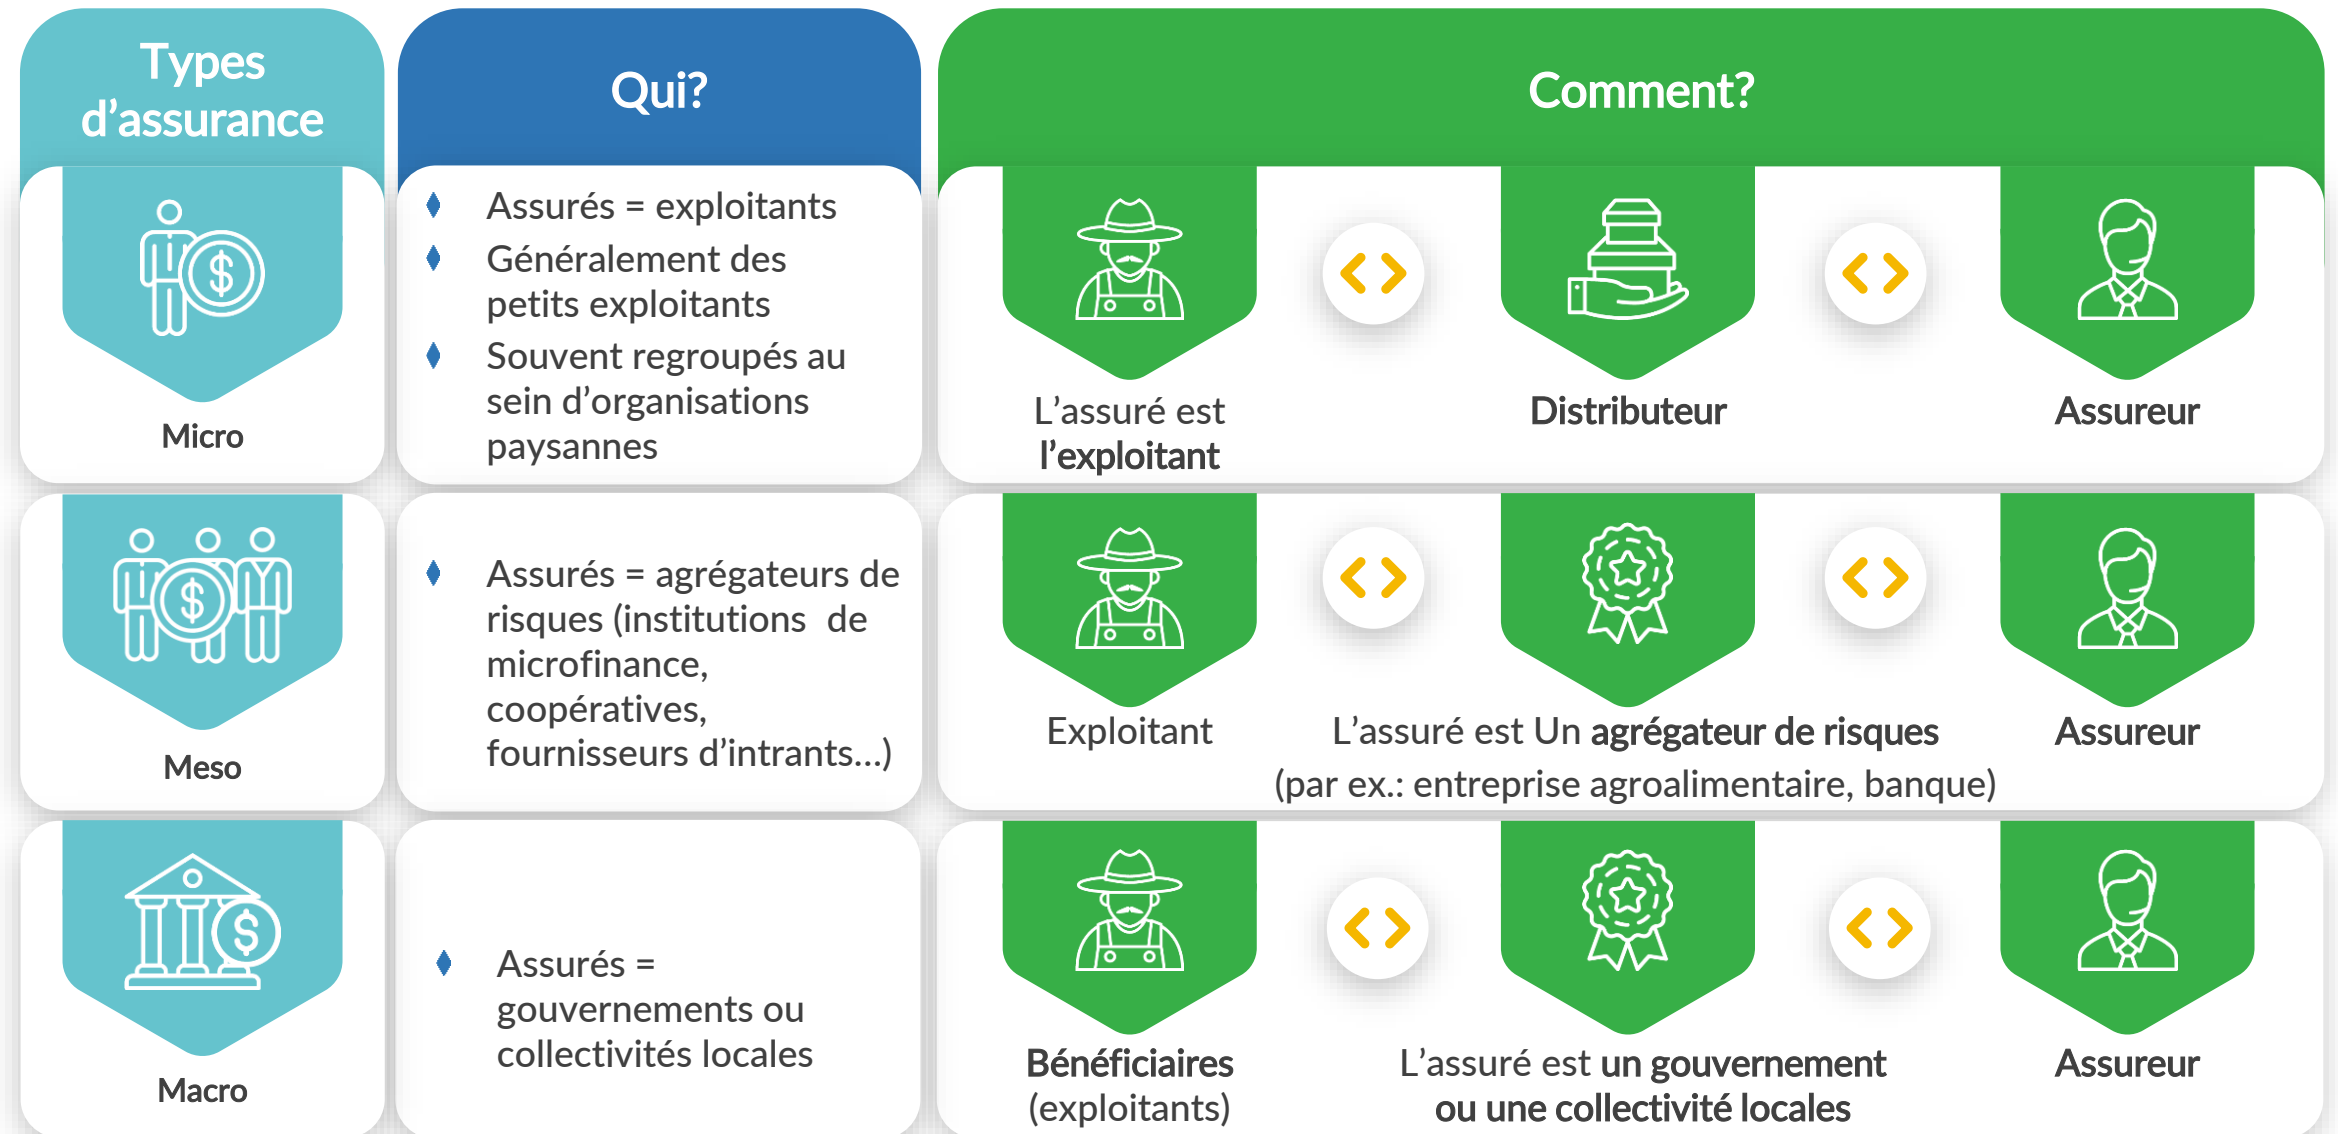 Types
d’assurance
Qui?
Comment?
Micro
Assurés = exploitants
Généralement des
petits exploitants
Souvent regroupés au
sein d’organisations
paysannes
L’assuré est
l’exploitant
Distributeur
Assureur
Meso
Assurés = agrégateurs de
risques (institutions de
microfinance,
coopératives,
fournisseurs d’intrants…)
Exploitant
L’assuré est Un agrégateur de risques
(par ex.: entreprise agroalimentaire, banque)
Assureur
Macro
Assurés =
gouvernements ou
collectivités locales
Bénéficiaires
(exploitants)
L’assuré est un gouvernement
ou une collectivité locales
Assureur